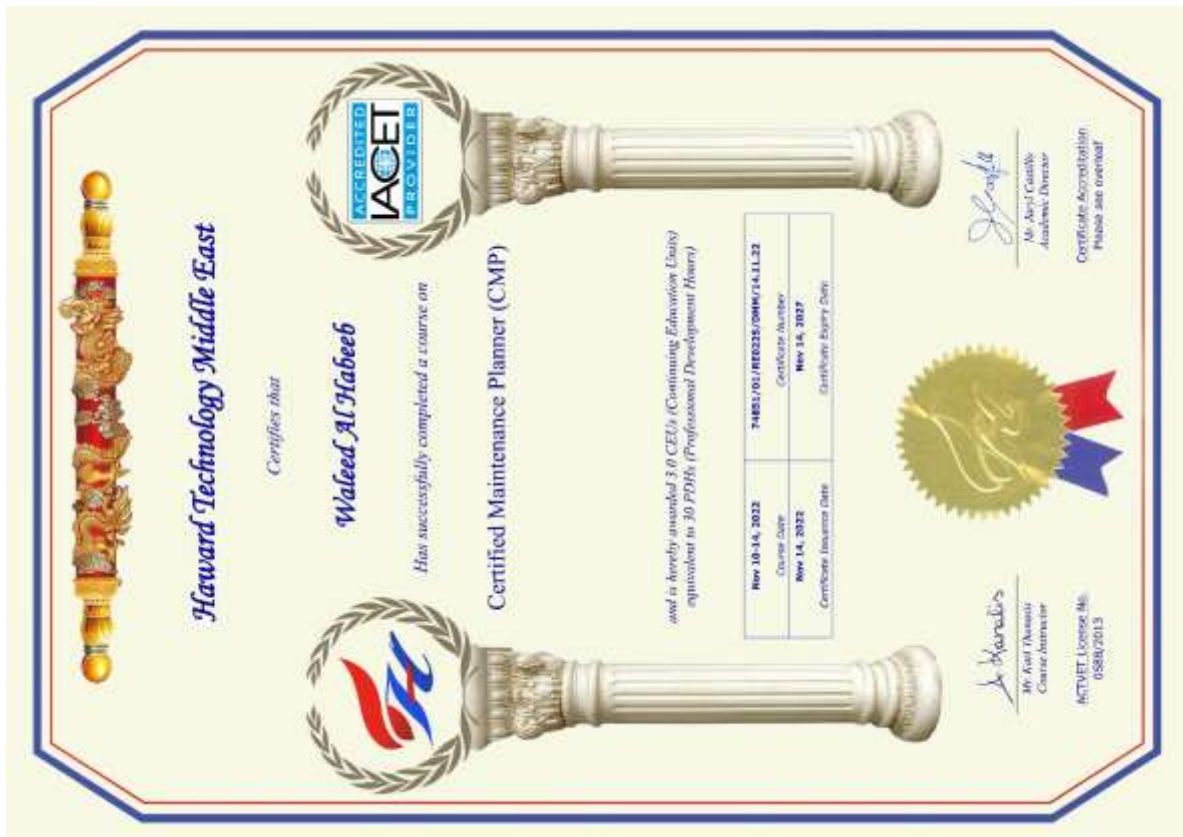 Haward Technology Middle East
Certifies that
Waleed Al Habeeb
Has successfully completed a course on
Certified Maintenance Planner (CMP)
ACCREDITED
IACET
PROVIDER
and is hereby awarded 3.0 CEUs (Continuing Education Units)
equivalent to 30 PDHs (Professional Development Hours)
Nov 10-14, 2022
Course Date
74851/01/RE0225/DMM/14.11.22
Certificate Number
Nov 14, 2022
Certificate Issuance Date
Nov 14, 2027
Certificate Expiry Date
Mr. Karl Thanasis
Course Instructor
Mr. Jaryl Castillo
Academic Director
ACTVET License No.
0588/2013
Certificate Accreditation
Please see overleaf